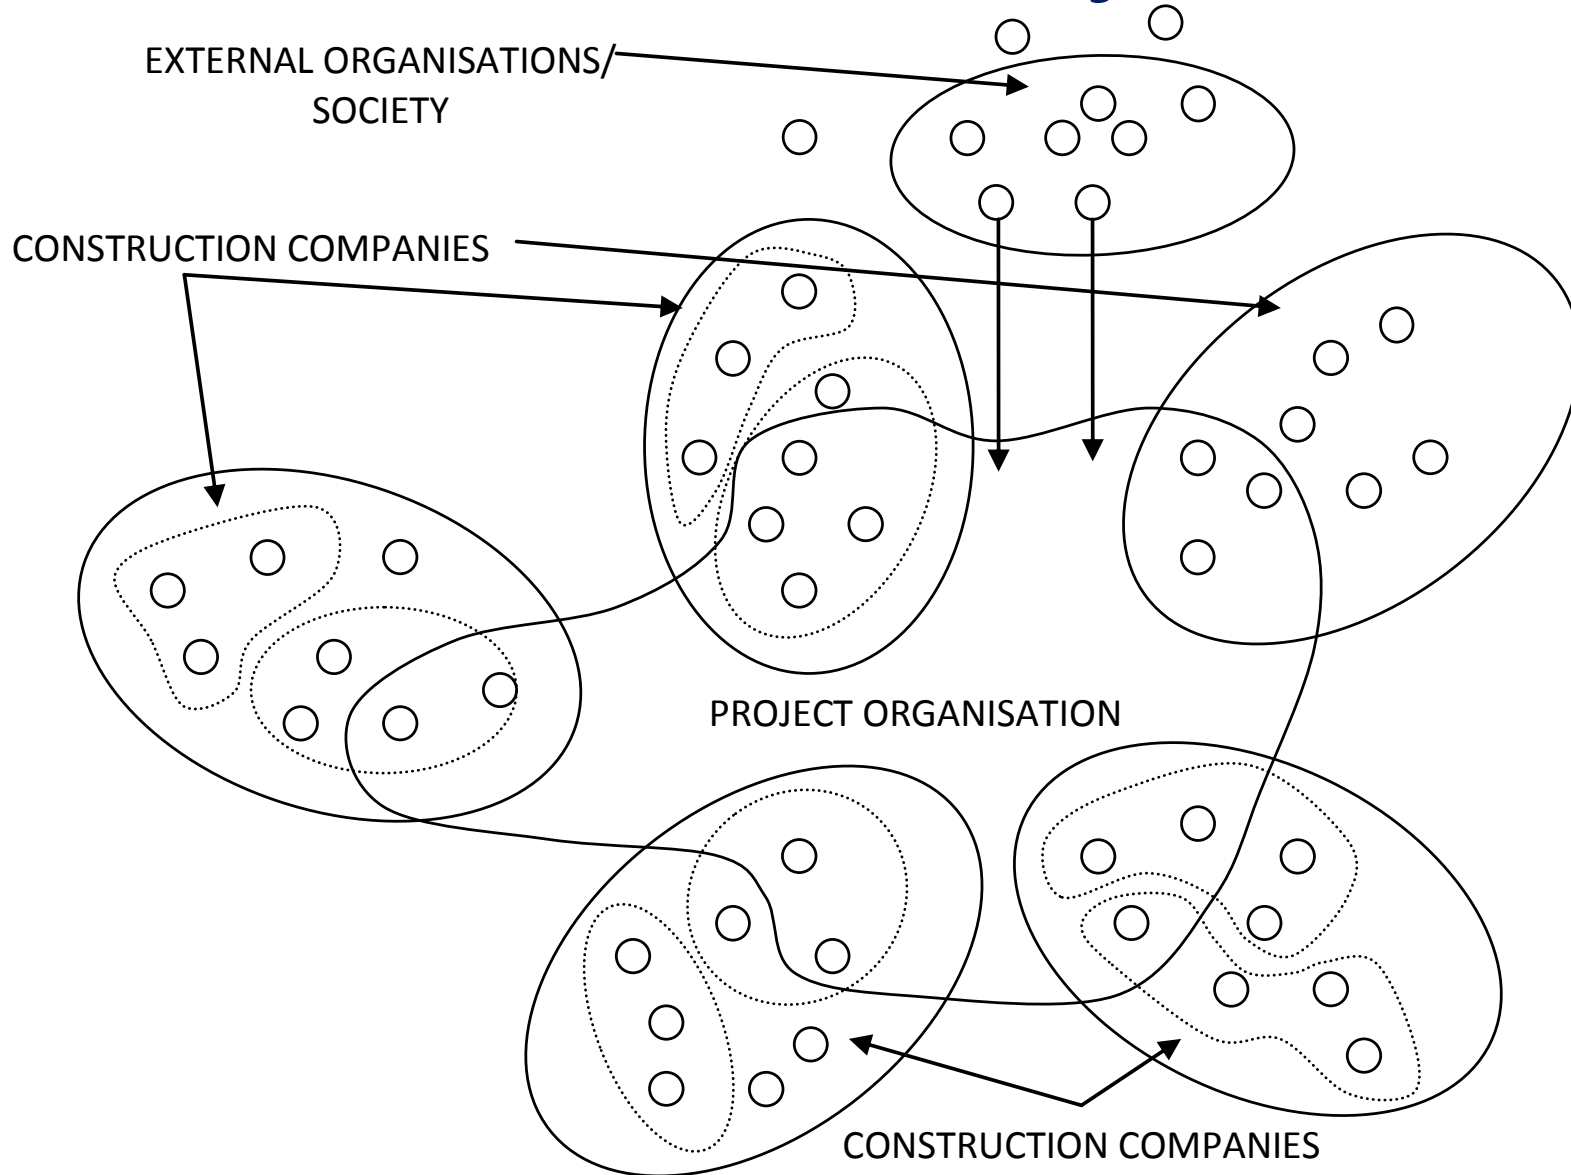 EXTERNAL ORGANISATIONS/
SOCIETY
CONSTRUCTION COMPANIES
PROJECT ORGANISATION
CONSTRUCTION COMPANIES